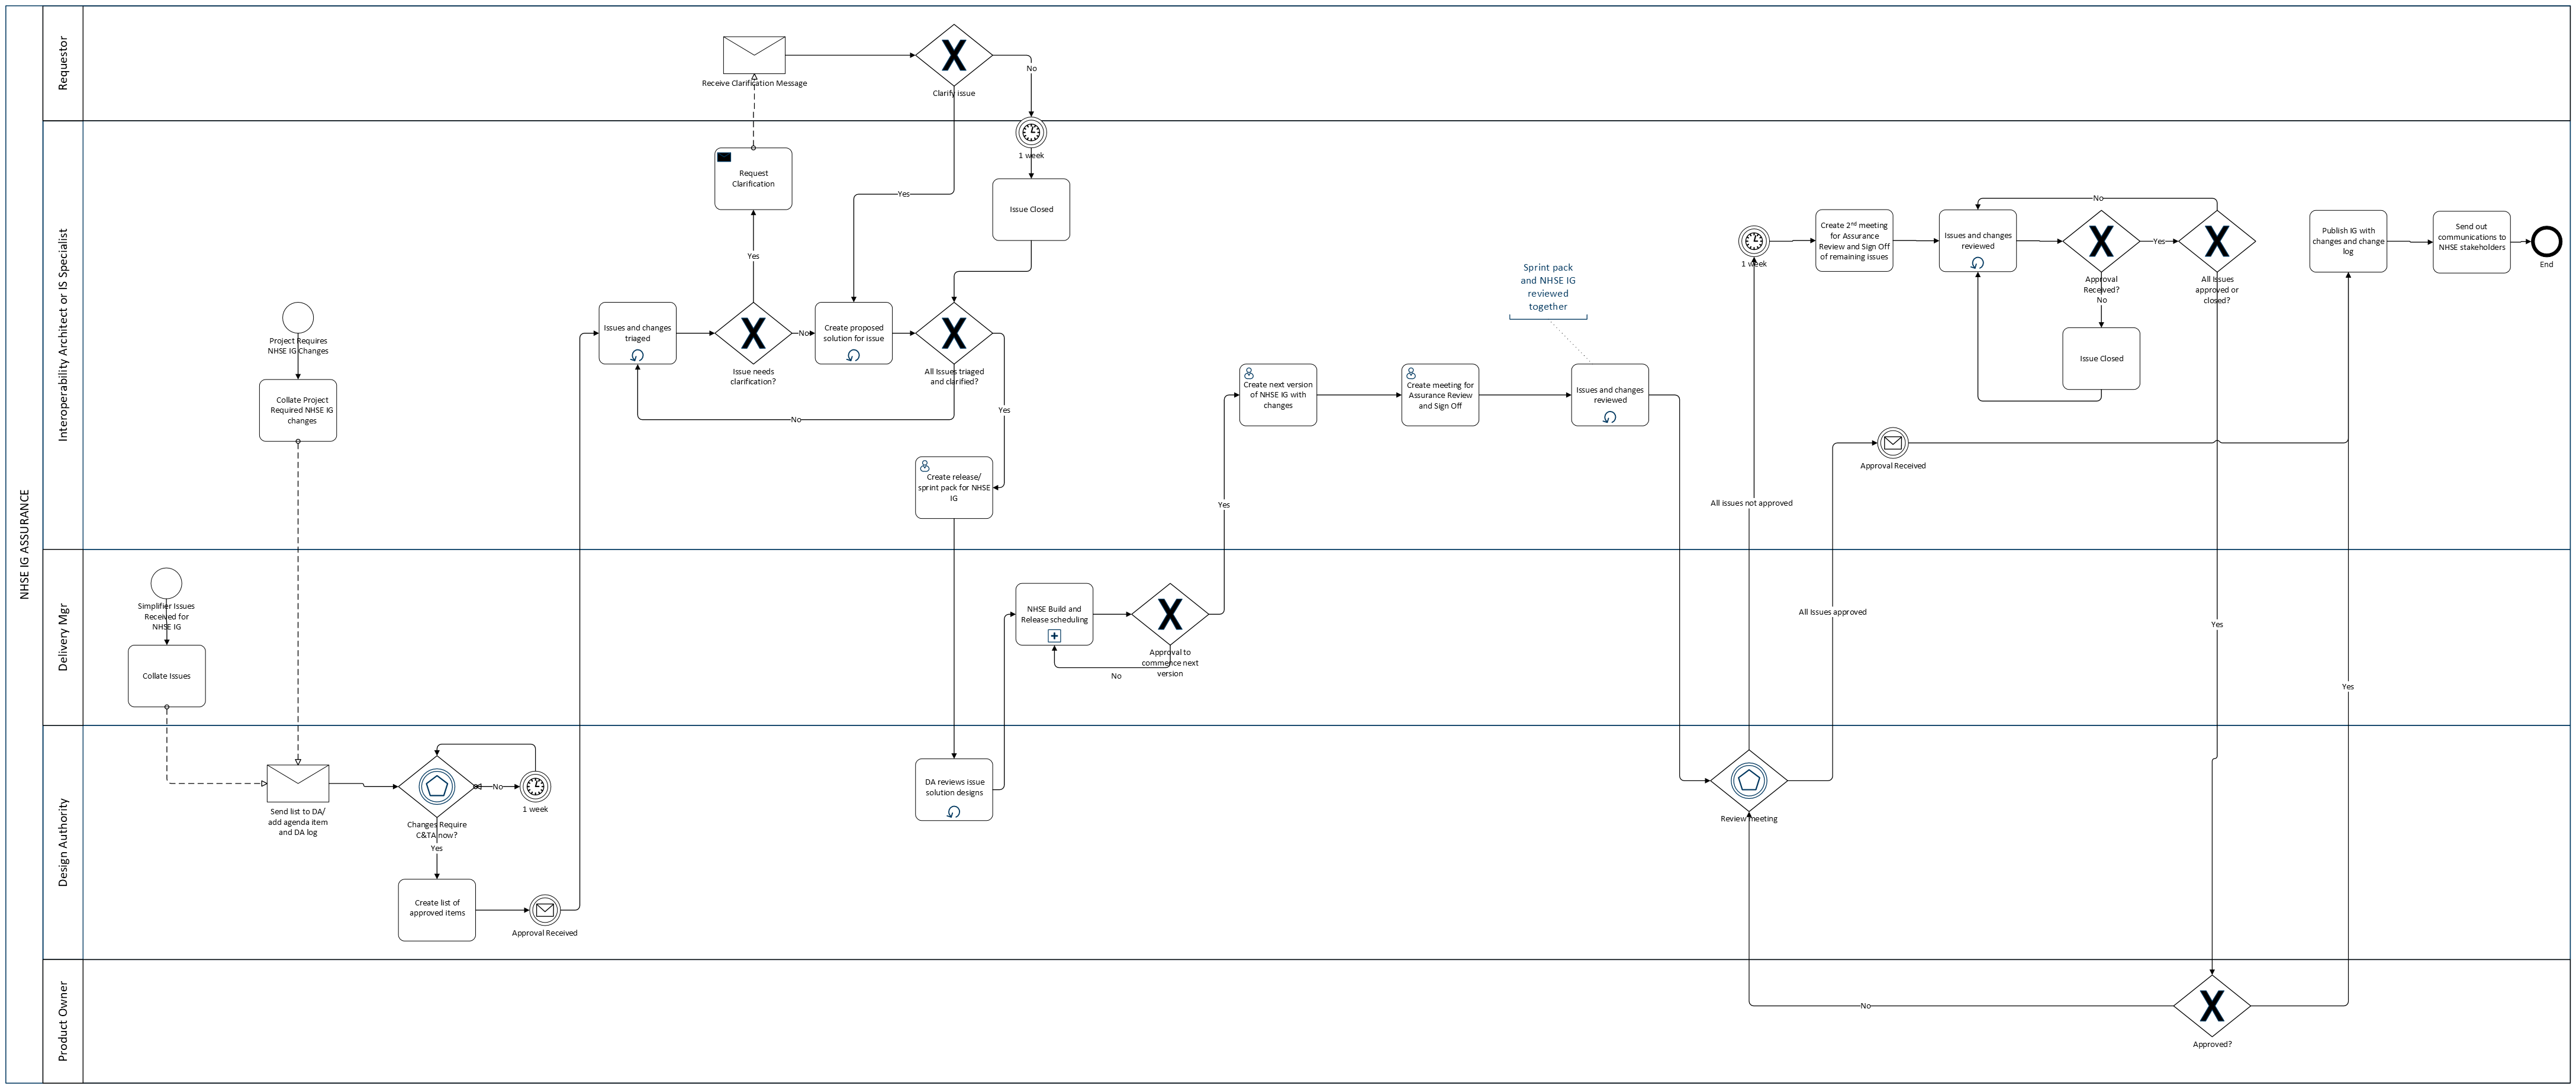 NHSE IG ASSURANCE
Requestor
Receive Clarification Message
Clarify issue
No
Interoperability Architect or IS Specialist
1 week
Request
Clarification
Yes
Issue Closed
Yes
Project Requires
NHSE IG Changes
Collate Project
Required NHSE IG
changes
Issues and changes
triaged
Issue needs
clarification?
No
Create proposed
solution for issue
All Issues triaged
and clarified?
No
Yes
Create release/
sprint pack for NHSE
IG
Yes
Create next version
of NHSE IG with
changes
Create meeting for
Assurance Review
and Sign Off
Sprint pack
and NHSE IG
reviewed
together
Issues and changes
reviewed
1 week
Create 2nd meeting
for Assurance
Review and Sign Off
of remaining issues
Issues and changes
reviewed
No
Approval
Received?
No
Yes
All Issues
approved or
closed?
Issue Closed
Publish IG with
changes and change
log
Send out
communications to
NHSE stakeholders
End
Approval Received
All issues not approved
Delivery Mgr
Simplifier Issues
Received for
NHSE IG
Collate Issues
NHSE Build and
Release scheduling
Approval to
commence next
version
No
All Issues approved
Yes
Yes
Design Authority
Send list to DA/
add agenda item
and DA log
Changes Require
C&TA now?
No
1 week
Yes
Create list of
approved items
Approval Received
DA reviews issue
solution designs
Review meeting
Product Owner
No
Approved?